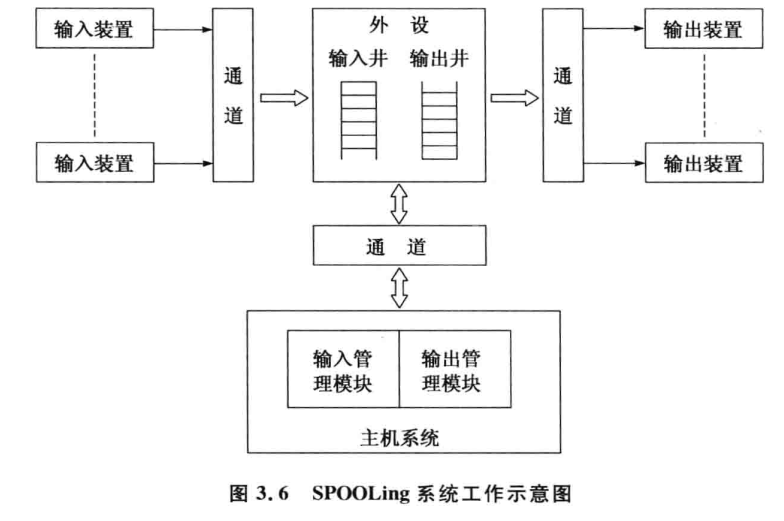 输入装置
输入装置
通
道
外 设
输入井 输出井
通
道
输出装置
输出装置
通 道
输入管
理模块
输出管
理模块
主机系统
图 3.6 SPOOLing 系统工作示意图